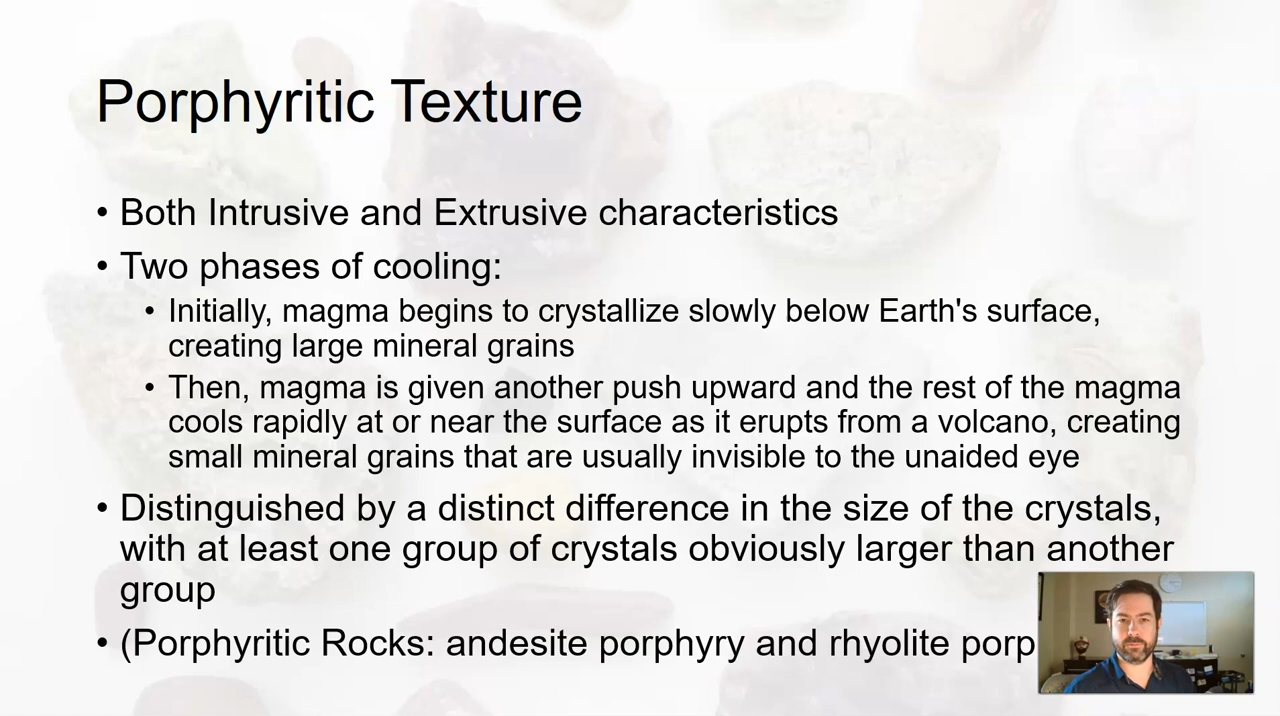 Porphyritic Texture
• Both Intrusive and Extrusive characteristics
• Two phases of cooling:
• Initially, magma begins to crystallize slowly below Earth's surface,
creating large mineral grains
• Then, magma is given another push upward and the rest of the magma
cools rapidly at or near the surface as it erupts from a volcano, creating
small mineral grains that are usually invisible to the unaided eye
• Distinguished by a distinct difference in the size of the crystals,
with at least one group of crystals obviously larger than another
group
• (Porphyritic Rocks: andesite porphyry and rhyolite